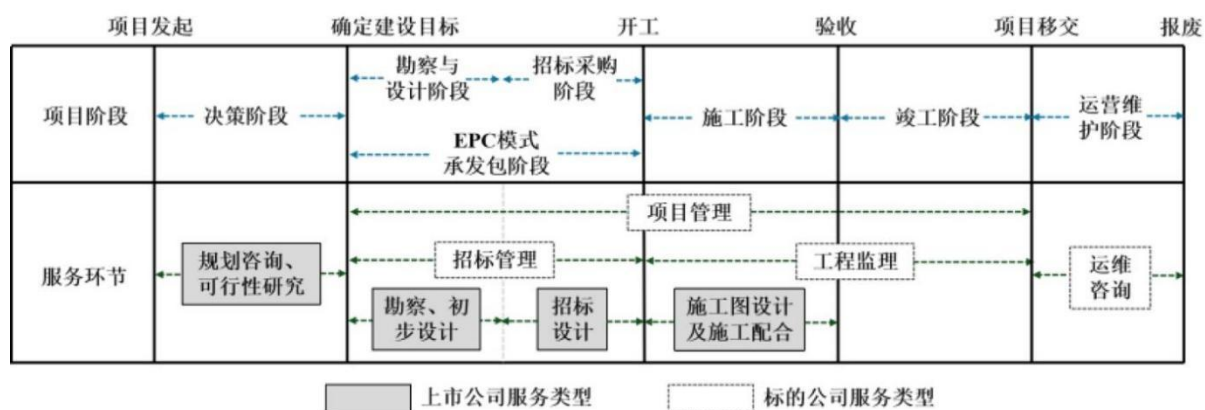 项目发起 确定建设目标 开工 验收 项目移交 报废
勘察与 招标采购
设计阶段 阶段
项目阶段 决策阶段 施工阶段 竣工阶段 运营维
护阶段
EPC模式
承发包阶段
项目管理
服务环节 规划咨询、 招标管理 工程监理 运维
可行性研究 咨询
勘察、初 招标 施工图设计
步设计 设计 及施工配合
上市公司服务类型 标的公司服务类型